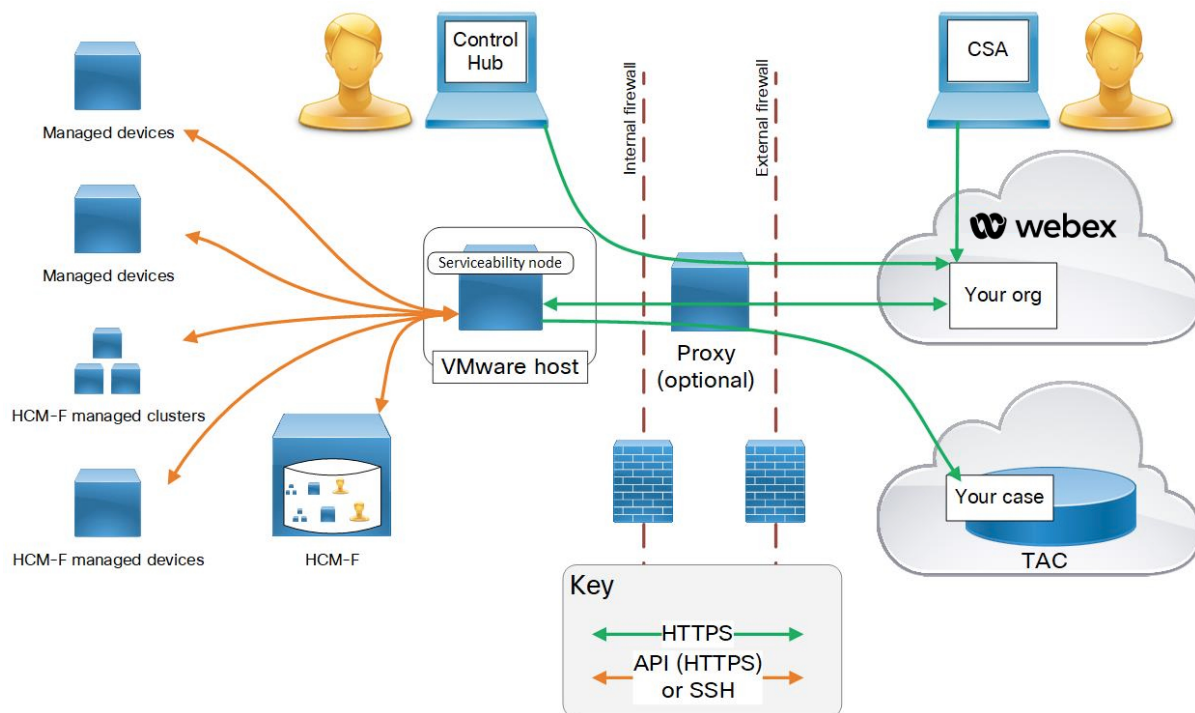 Control
Hub
CSA
Managed devices
Internal firewall
External firewall
webex
Managed devices
Serviceability node
Your org
VMware host
Proxy
(optional)
HCM-F managed clusters
Your case
HCM-F managed devices
HCM-F
TAC
Key
HTTPS
API (HTTPS)
or SSH